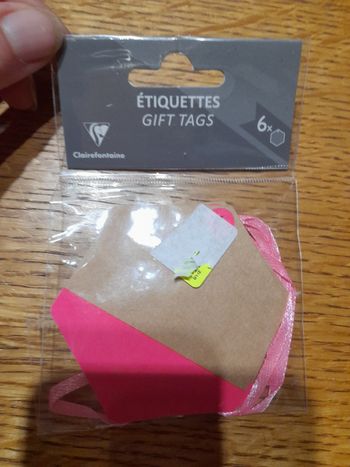 ÉTIQUETTES
GIFT TAGS
6x
Clairefontaine